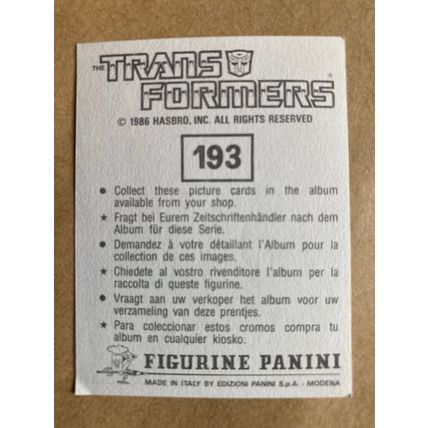 THE TRANS
FORMERS®
© 1986 HASBRO, INC. ALL RIGHTS RESERVED
193
● Collect these picture cards in the album
available from your shop.
★ Fragt bei Eurem Zeitschriftenhändler nach dem
Album für diese Serie.
● Demandez à votre détaillant l'Album pour la
collection de ces images.
★ Chiedete al vostro rivenditore l'album per la
raccolta di queste figurine.
● Vraagt aan uw verkoper het album voor uw
verzameling van deze prentjes.
★ Para coleccionar estos cromos compra tu
album en cualquier kiosko.
FIGURINE PANINI
MADE IN ITALY BY EDIZIONI PANINI S.p.A. - MODENA